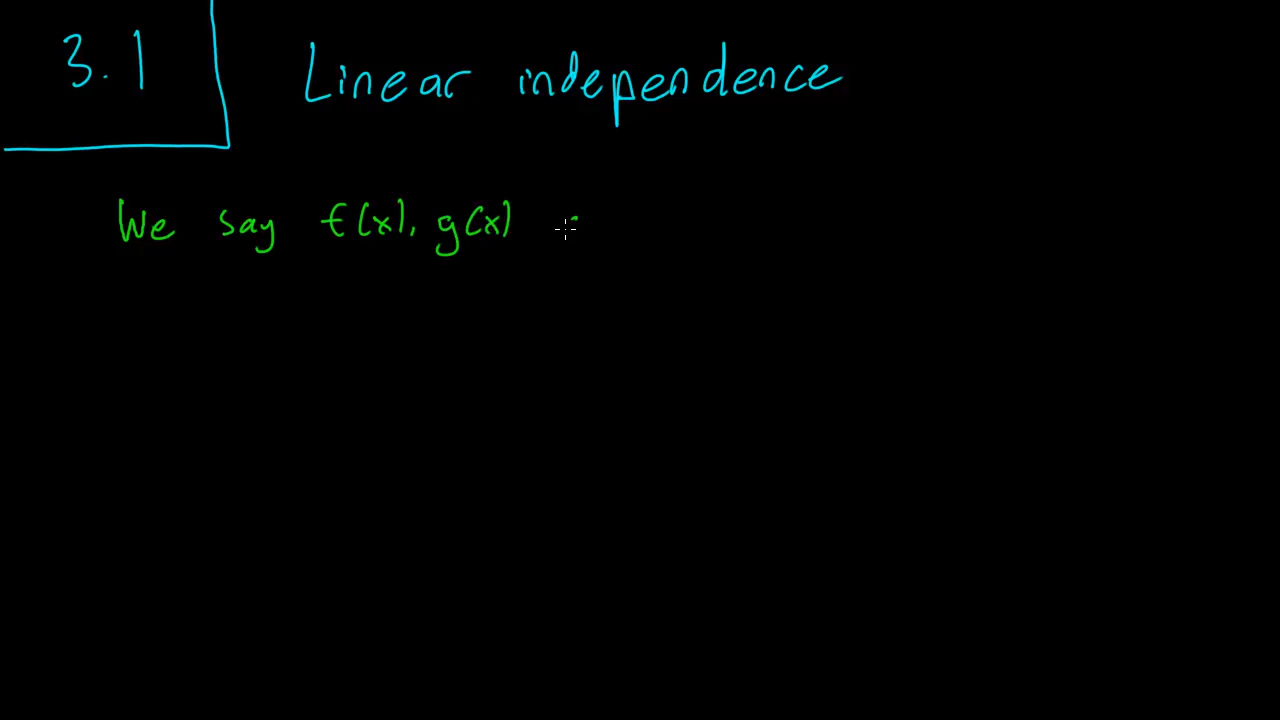 3.1 Linear independence
We say f(x), g(x)